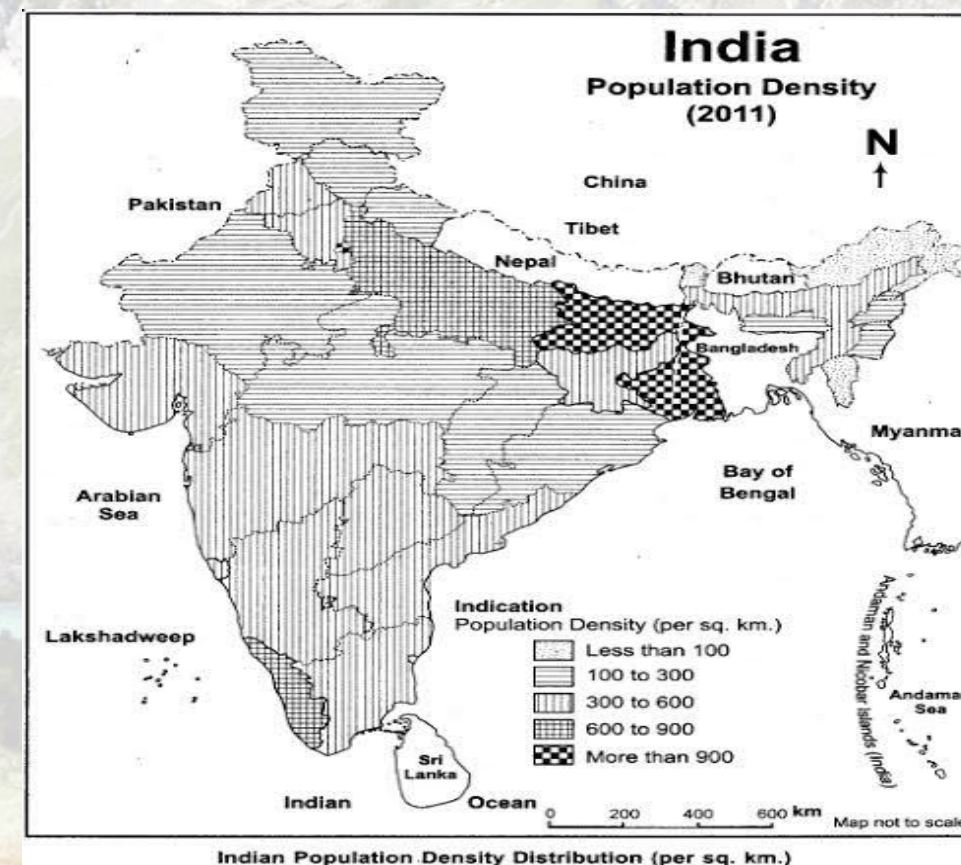 India
Population Density
(2011)
N
China
Pakistan
Tibet
Nepal
Bhutan
Bangladesh
Myanma
Arabian
Sea
Bay of
Bengal
Lakshadweep
Indication
Population Density (per sq. km.)
Less than 100
100 to 300
300 to 600
600 to 900
More than 900
Andaman and Nicobar Islands (India)
Andama
Sea
Sri
Lanka
Indian Ocean
0 200 400 600 km
Map not to scale
Indian Population Density Distribution (per sq. km.)